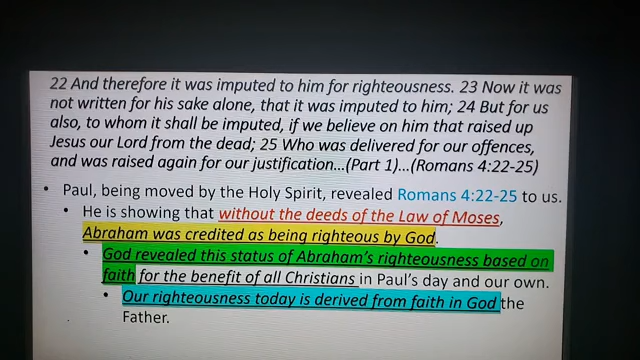 22 And therefore it was imputed to him for righteousness. 23 Now it was
not written for his sake alone, that it was imputed to him; 24 But for us
also, to whom it shall be imputed, if we believe on him that raised up
Jesus our Lord from the dead; 25 Who was delivered for our offences,
and was raised again for our justification...(Part 1)...(Romans 4:22-25)
• Paul, being moved by the Holy Spirit, revealed Romans 4:22-25 to us.
• He is showing that without the deeds of the Law of Moses,
Abraham was credited as being righteous by God.
• God revealed this status of Abraham's righteousness based on
faith for the benefit of all Christians in Paul's day and our own.
• Our righteousness today is derived from faith in God the
Father.